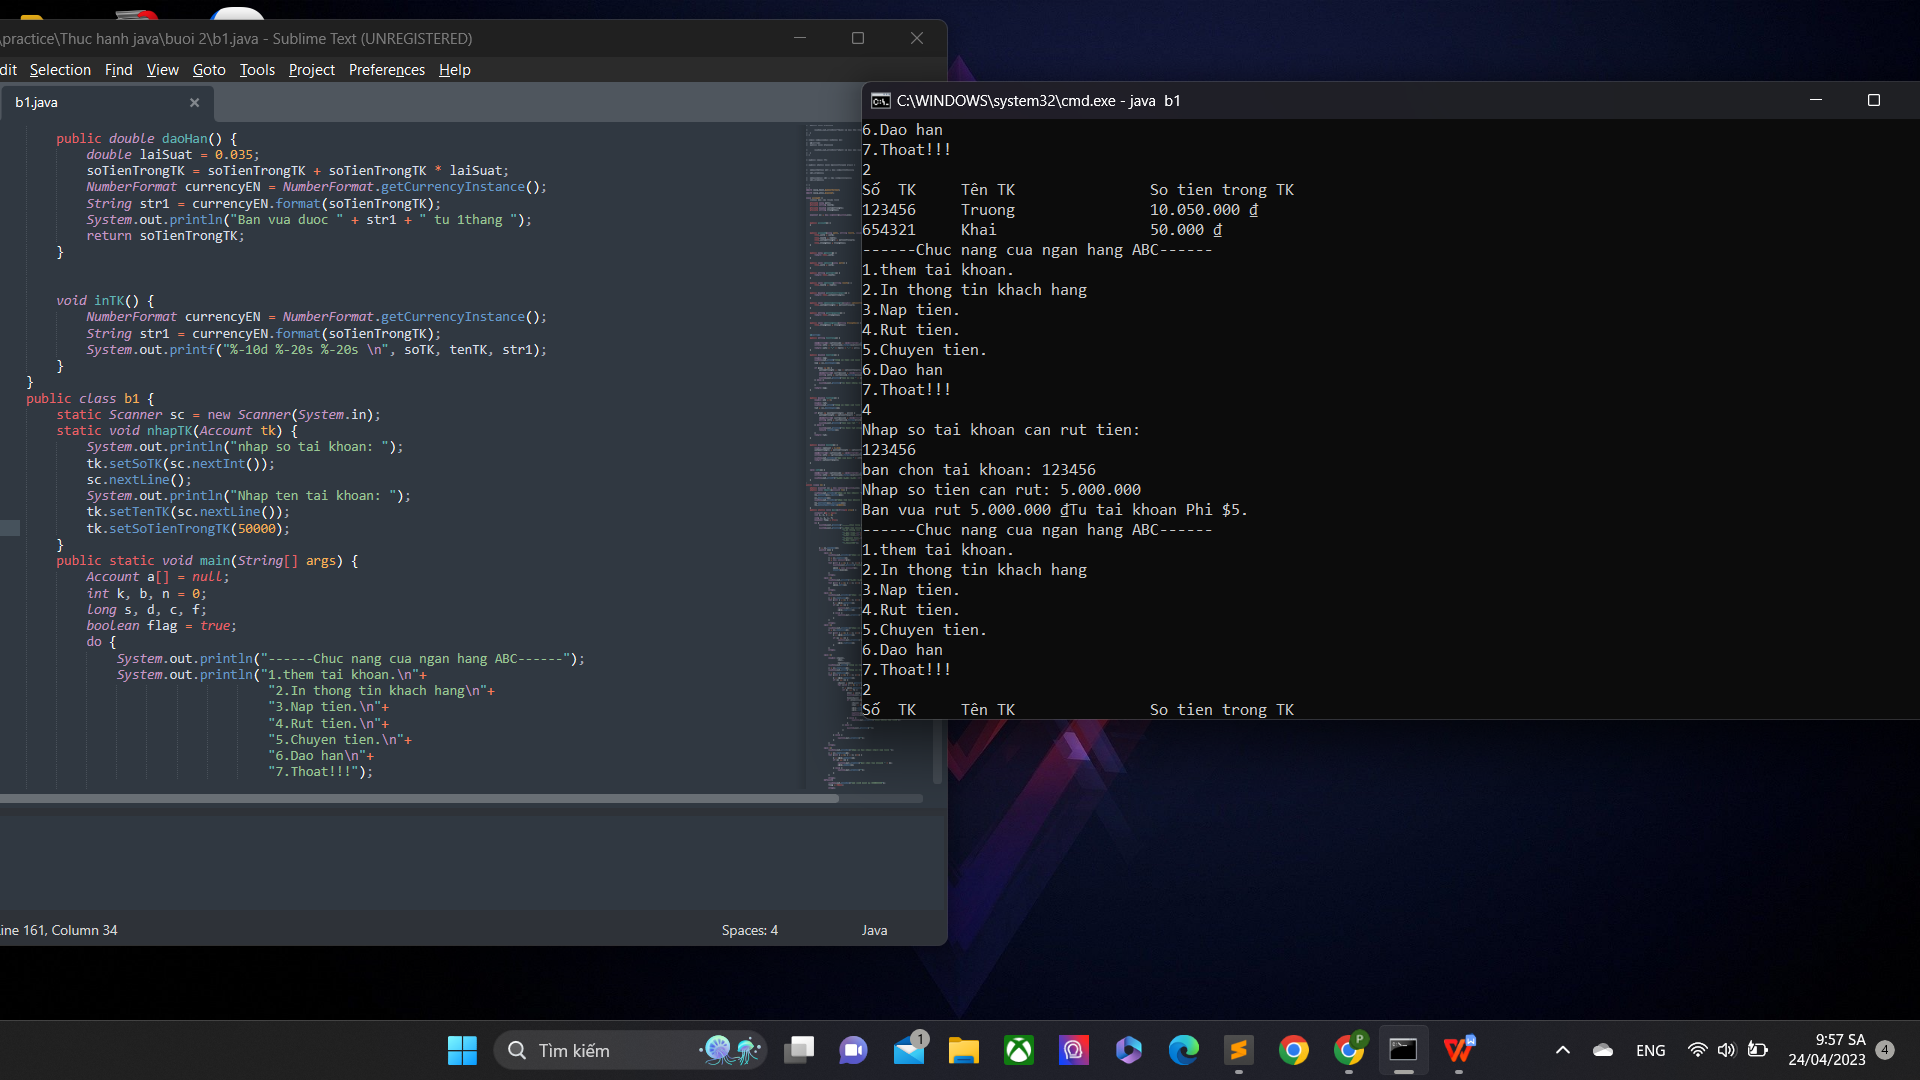 \practice\Thuc hanh java\buoi 2\b1.java - Sublime Text (UNREGISTERED)
dit Selection Find View Goto Tools Project Preferences Help
b1.java
public double daoHan() {
double laiSuat = 0.035;
soTienTrongTK = soTienTrongTK + soTienTrongTK * laiSuat;
NumberFormat currencyEN = NumberFormat.getCurrencyInstance();
String str1 = currencyEN.format(soTienTrongTK);
System.out.println("Ban vua duoc " + str1 + " tu 1thang ");
return soTienTrongTK;
}
void inTK() {
NumberFormat currencyEN = NumberFormat.getCurrencyInstance();
String str1 = currencyEN.format(soTienTrongTK);
System.out.printf("%-10d %-20s %-20s \n", soTK, tenTK, str1);
}
}
public class b1 {
static Scanner sc = new Scanner(System.in);
static void nhapTK(Account tk) {
System.out.println("nhap so tai khoan: ");
tk.setSoTK(sc.nextInt());
sc.nextLine();
System.out.println("Nhap ten tai khoan: ");
tk.setTenTK(sc.nextLine());
tk.setSoTienTrongTK(50000);
}
public static void main(String[] args) {
Account a[] = null;
int k, b, n = 0;
long s, d, c, f;
boolean flag = true;
do {
System.out.println("------Chuc nang cua ngan hang ABC------");
System.out.println("1.them tai khoan.\n"+
"2.In thong tin khach hang\n"+
"3.Nap tien.\n"+
"4.Rut tien.\n"+
"5.Chuyen tien.\n"+
"6.Dao han\n"+
"7.Thoat!!!");
ine 161, Column 34
Spaces: 4
Java
C:\WINDOWS\system32\cmd.exe - java  b1
6.Dao han
7.Thoat!!!
2
Số  TK     Tên TK               So tien trong TK
123456     Truong               10.050.000 ₫
654321     Khai                 50.000 ₫
------Chuc nang cua ngan hang ABC------
1.them tai khoan.
2.In thong tin khach hang
3.Nap tien.
4.Rut tien.
5.Chuyen tien.
6.Dao han
7.Thoat!!!
4
Nhap so tai khoan can rut tien:
123456
ban chon tai khoan: 123456
Nhap so tien can rut: 5.000.000
Ban vua rut 5.000.000 ₫Tu tai khoan Phi $5.
------Chuc nang cua ngan hang ABC------
1.them tai khoan.
2.In thong tin khach hang
3.Nap tien.
4.Rut tien.
5.Chuyen tien.
6.Dao han
7.Thoat!!!
2
Số  TK     Tên TK               So tien trong TK
Tìm kiếm
1
P
ENG
9:57 SA
24/04/2023
4